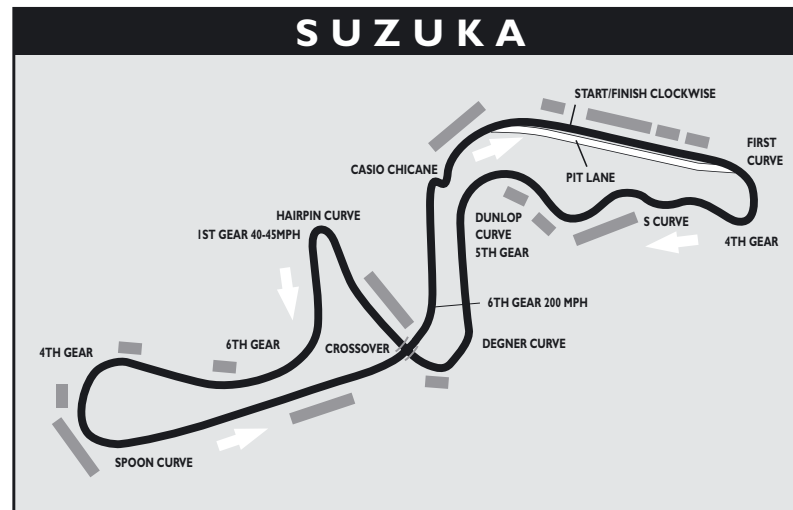 SUZUKA
START/FINISH CLOCKWISE
FIRST
CURVE
CASIO CHICANE
PIT LANE
HAIRPIN CURVE
1ST GEAR 40-45MPH
DUNLOP
CURVE
5TH GEAR
S CURVE
4TH GEAR
6TH GEAR 200 MPH
6TH GEAR
CROSSOVER
DEGNER CURVE
4TH GEAR
SPOON CURVE